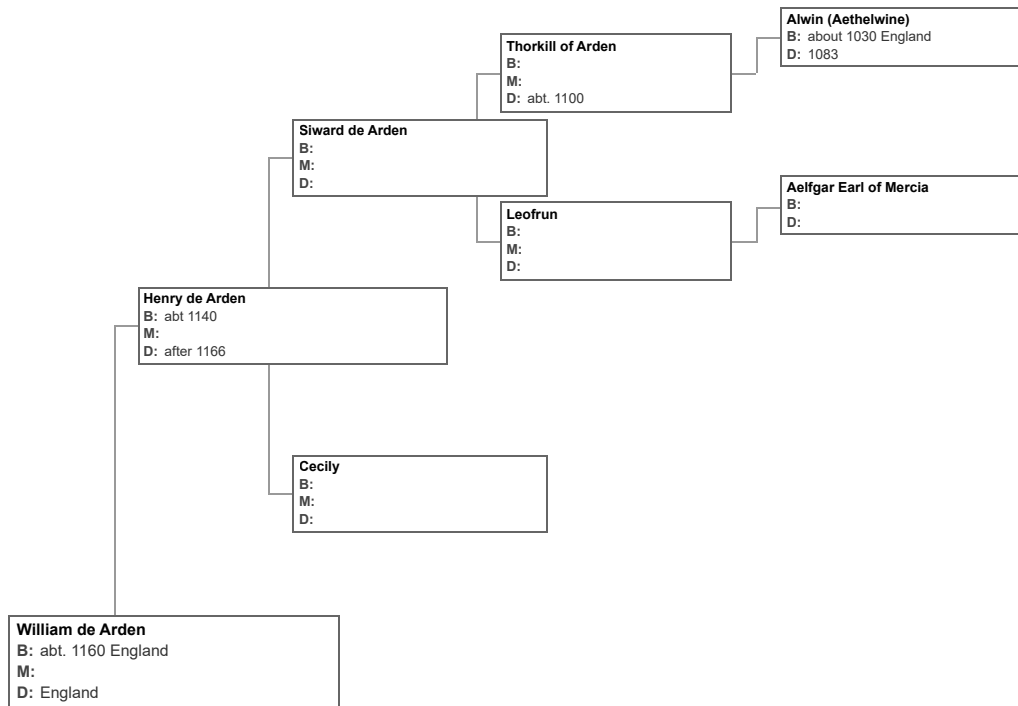 Alwin (Aethelwine)
B: about 1030 England
D: 1083
Thorkill of Arden
B:
M:
D: abt. 1100
Siward de Arden
B:
M:
D:
Aelfgar Earl of Mercia
B:
D:
Leofrun
B:
M:
D:
Henry de Arden
B: abt 1140
M:
D: after 1166
Cecily
B:
M:
D:
William de Arden
B: abt. 1160 England
M:
D: England